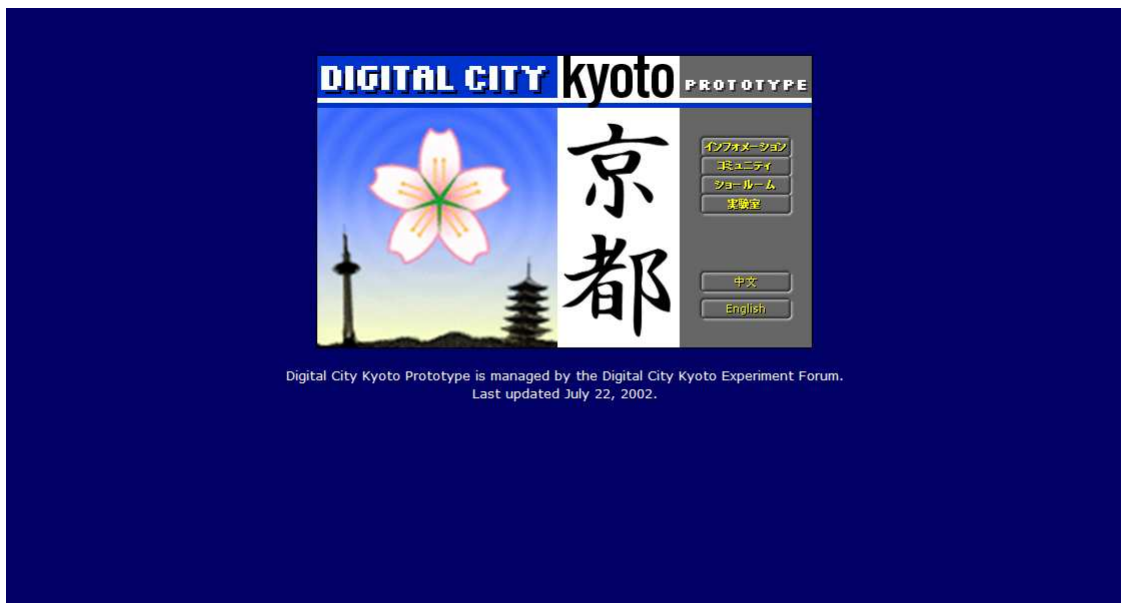 DIGITAL CITY kyoto PROTOTYPE
京都
インフォメーション
コミュニティ
ショールーム
実験室
中文
English
Digital City Kyoto Prototype is managed by the Digital City Kyoto Experiment Forum.
Last updated July 22, 2002.